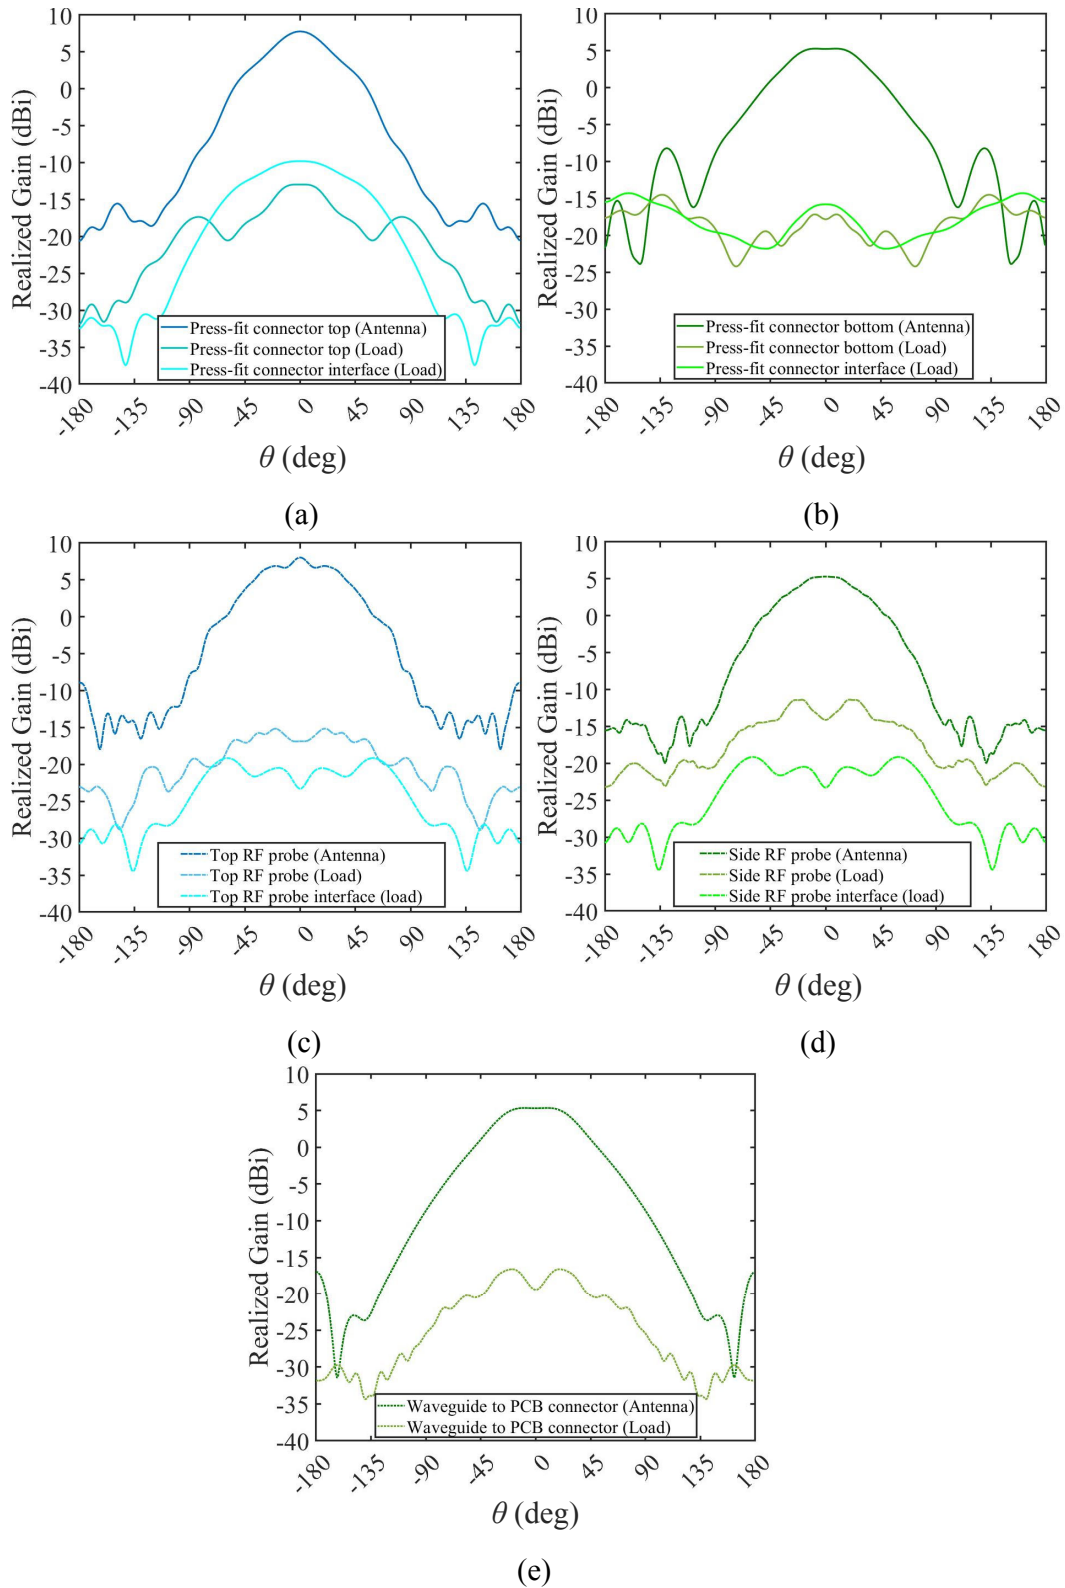 10
5
0
-5
-10
-15
-20
-25
-30
-35
-40
Realized Gain (dBi)
Press-fit connector top (Antenna)
Press-fit connector top (Load)
Press-fit connector interface (Load)
-180 -135 -90 -45 0 45 90 135 180
θ (deg)
(a)
10
5
0
-5
-10
-15
-20
-25
-30
-35
-40
Realized Gain (dBi)
Press-fit connector bottom (Antenna)
Press-fit connector bottom (Load)
Press-fit connector interface (Load)
-180 -135 -90 -45 0 45 90 135 180
θ (deg)
(b)
10
5
0
-5
-10
-15
-20
-25
-30
-35
-40
Realized Gain (dBi)
Top RF probe (Antenna)
Top RF probe (Load)
Top RF probe interface (load)
-180 -135 -90 -45 0 45 90 135 180
θ (deg)
(c)
10
5
0
-5
-10
-15
-20
-25
-30
-35
-40
Realized Gain (dBi)
Side RF probe (Antenna)
Side RF probe (Load)
Side RF probe interface (load)
-180 -135 -90 -45 0 45 90 135 180
θ (deg)
(d)
10
5
0
-5
-10
-15
-20
-25
-30
-35
-40
Realized Gain (dBi)
Waveguide to PCB connector (Antenna)
Waveguide to PCB connector (Load)
-180 -135 -90 -45 0 45 90 135 180
θ (deg)
(e)